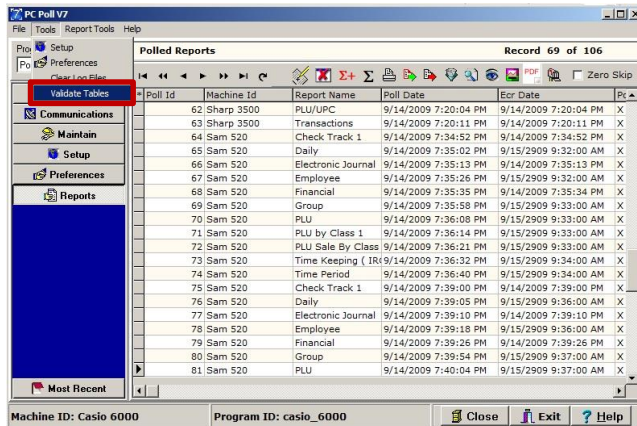 PC Poll V7
File Tools Report Tools Help
Setup
Preferences
Clear Log Files
Validate Tables
Communications
Maintain
Setup
Preferences
Reports
Most Recent
Polled Reports Record 69 of 106
Σ+ Σ PDF Zero Skip
Poll Id Machine Id Report Name Poll Date Ecr Date
62 Sharp 3500 PLU/UPC 9/14/2009 7:20:04 PM 9/14/2009 7:20:04 PM X
63 Sharp 3500 Transactions 9/14/2009 7:20:11 PM 9/14/2009 7:20:11 PM X
64 Sam 520 Check Track 1 9/14/2009 7:34:52 PM 9/14/2009 7:34:52 PM X
65 Sam 520 Daily 9/14/2009 7:35:02 PM 9/15/2009 9:32:00 AM X
66 Sam 520 Electronic Journal 9/14/2009 7:35:13 PM 9/14/2009 7:35:13 PM X
67 Sam 520 Employee 9/14/2009 7:35:26 PM 9/15/2009 9:32:00 AM X
68 Sam 520 Financial 9/14/2009 7:35:35 PM 9/14/2009 7:35:34 PM X
69 Sam 520 Group 9/14/2009 7:35:58 PM 9/15/2009 9:33:00 AM X
70 Sam 520 PLU 9/14/2009 7:36:08 PM 9/15/2009 9:33:00 AM X
71 Sam 520 PLU by Class 1 9/14/2009 7:36:14 PM 9/15/2009 9:33:00 AM X
72 Sam 520 PLU Sale By Class 9/14/2009 7:36:21 PM 9/15/2009 9:33:00 AM X
73 Sam 520 Time Keeping ( IR 9/14/2009 7:36:32 PM 9/15/2009 9:34:00 AM X
74 Sam 520 Time Period 9/14/2009 7:36:40 PM 9/15/2009 9:34:00 AM X
75 Sam 520 Check Track 1 9/14/2009 7:39:00 PM 9/14/2009 7:39:00 PM X
76 Sam 520 Daily 9/14/2009 7:39:05 PM 9/15/2009 9:36:00 AM X
77 Sam 520 Electronic Journal 9/14/2009 7:39:10 PM 9/14/2009 7:39:10 PM X
78 Sam 520 Employee 9/14/2009 7:39:18 PM 9/15/2009 9:36:00 AM X
79 Sam 520 Financial 9/14/2009 7:39:26 PM 9/14/2009 7:39:26 PM X
80 Sam 520 Group 9/14/2009 7:39:54 PM 9/15/2009 9:37:00 AM X
81 Sam 520 PLU 9/14/2009 7:40:04 PM 9/15/2009 9:37:00 AM X
Machine ID: Casio 6000 Program ID: casio_6000 Close Exit ? Help